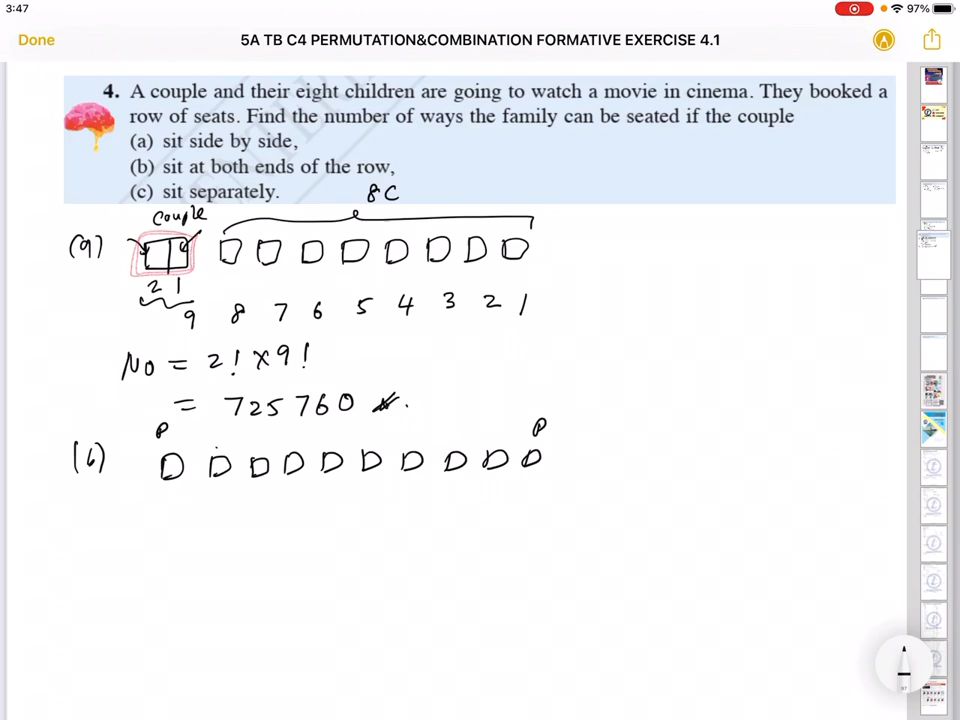 3:47
97%
Done
5A TB C4 PERMUTATION&COMBINATION FORMATIVE EXERCISE 4.1
4. A couple and their eight children are going to watch a movie in cinema. They booked a
row of seats. Find the number of ways the family can be seated if the couple
(a) sit side by side,
(b) sit at both ends of the row,
(c) sit separately.
8C
couple
(a)
2 1
9 8 7 6 5 4 3 2 1
No = 2! × 9!
= 725 760
P P
(b)
97